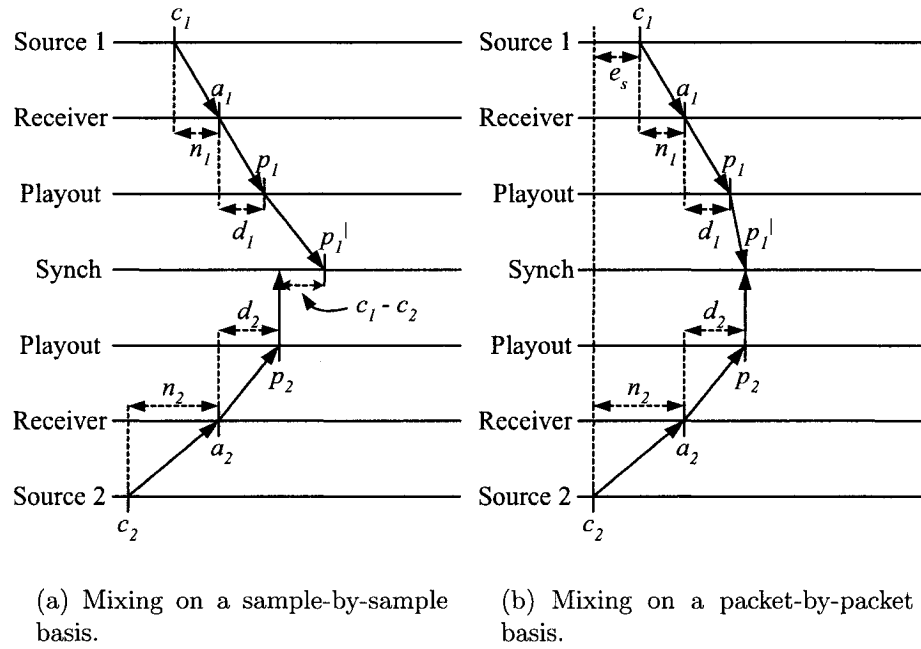 c1
Source 1
a1
Receiver
n1
p1
Playout
d1
p1|
Synch
d2
c1 - c2
Playout
n2
p2
Receiver
a2
Source 2
c2
(a) Mixing on a sample-by-sample
basis.
c1
Source 1
es
a1
Receiver
n1
p1
Playout
d1
p1|
Synch
d2
Playout
n2
p2
Receiver
a2
Source 2
c2
(b) Mixing on a packet-by-packet
basis.